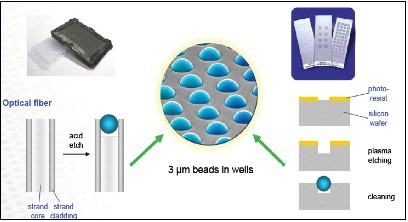 Optical fiber
acid
etch
strand
core
strand
cladding
3 µm beads in wells
photo-
resist
silicon
wafer
plasma
etching
cleaning